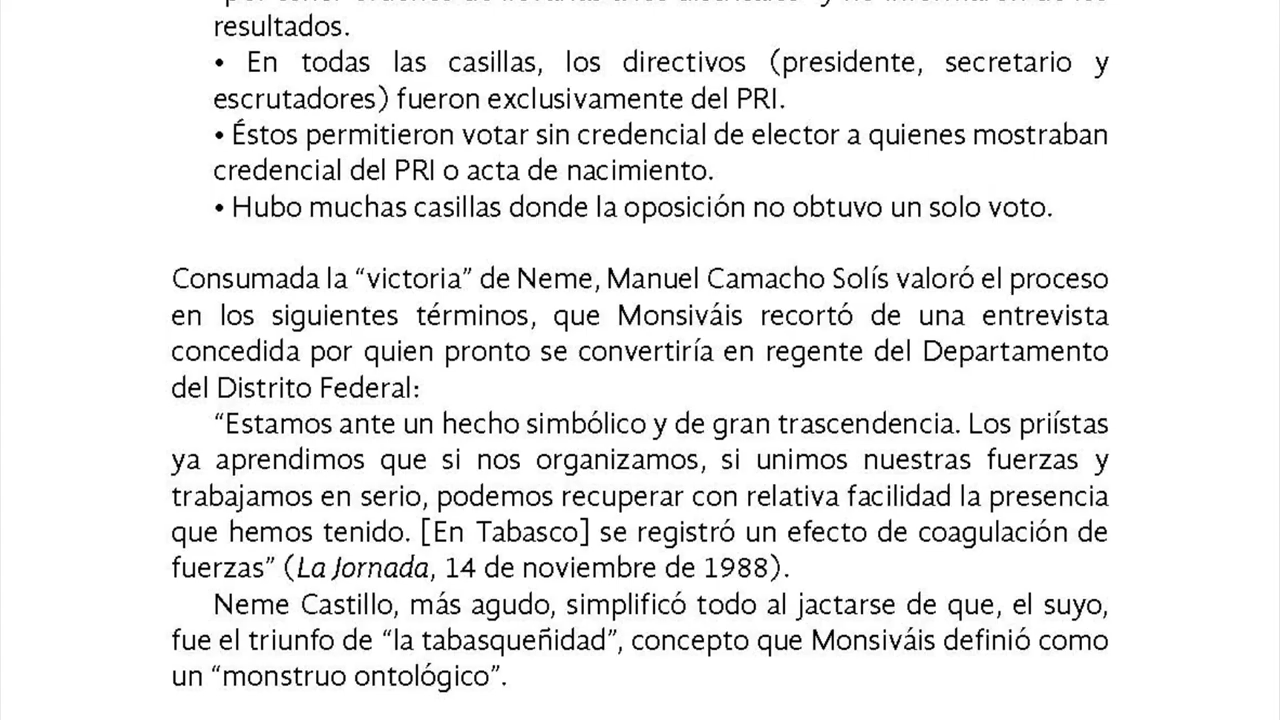 resultados.
• En todas las casillas, los directivos (presidente, secretario y
escrutadores) fueron exclusivamente del PRI.
• Éstos permitieron votar sin credencial de elector a quienes mostraban
credencial del PRI o acta de nacimiento.
• Hubo muchas casillas donde la oposición no obtuvo un solo voto.
Consumada la “victoria” de Neme, Manuel Camacho Solís valoró el proceso
en los siguientes términos, que Monsiváis recortó de una entrevista
concedida por quien pronto se convertiría en regente del Departamento
del Distrito Federal:
“Estamos ante un hecho simbólico y de gran trascendencia. Los priístas
ya aprendimos que si nos organizamos, si unimos nuestras fuerzas y
trabajamos en serio, podemos recuperar con relativa facilidad la presencia
que hemos tenido. [En Tabasco] se registró un efecto de coagulación de
fuerzas” (La Jornada, 14 de noviembre de 1988).
Neme Castillo, más agudo, simplificó todo al jactarse de que, el suyo,
fue el triunfo de “la tabasqueñidad”, concepto que Monsiváis definió como
un “monstruo ontológico”.